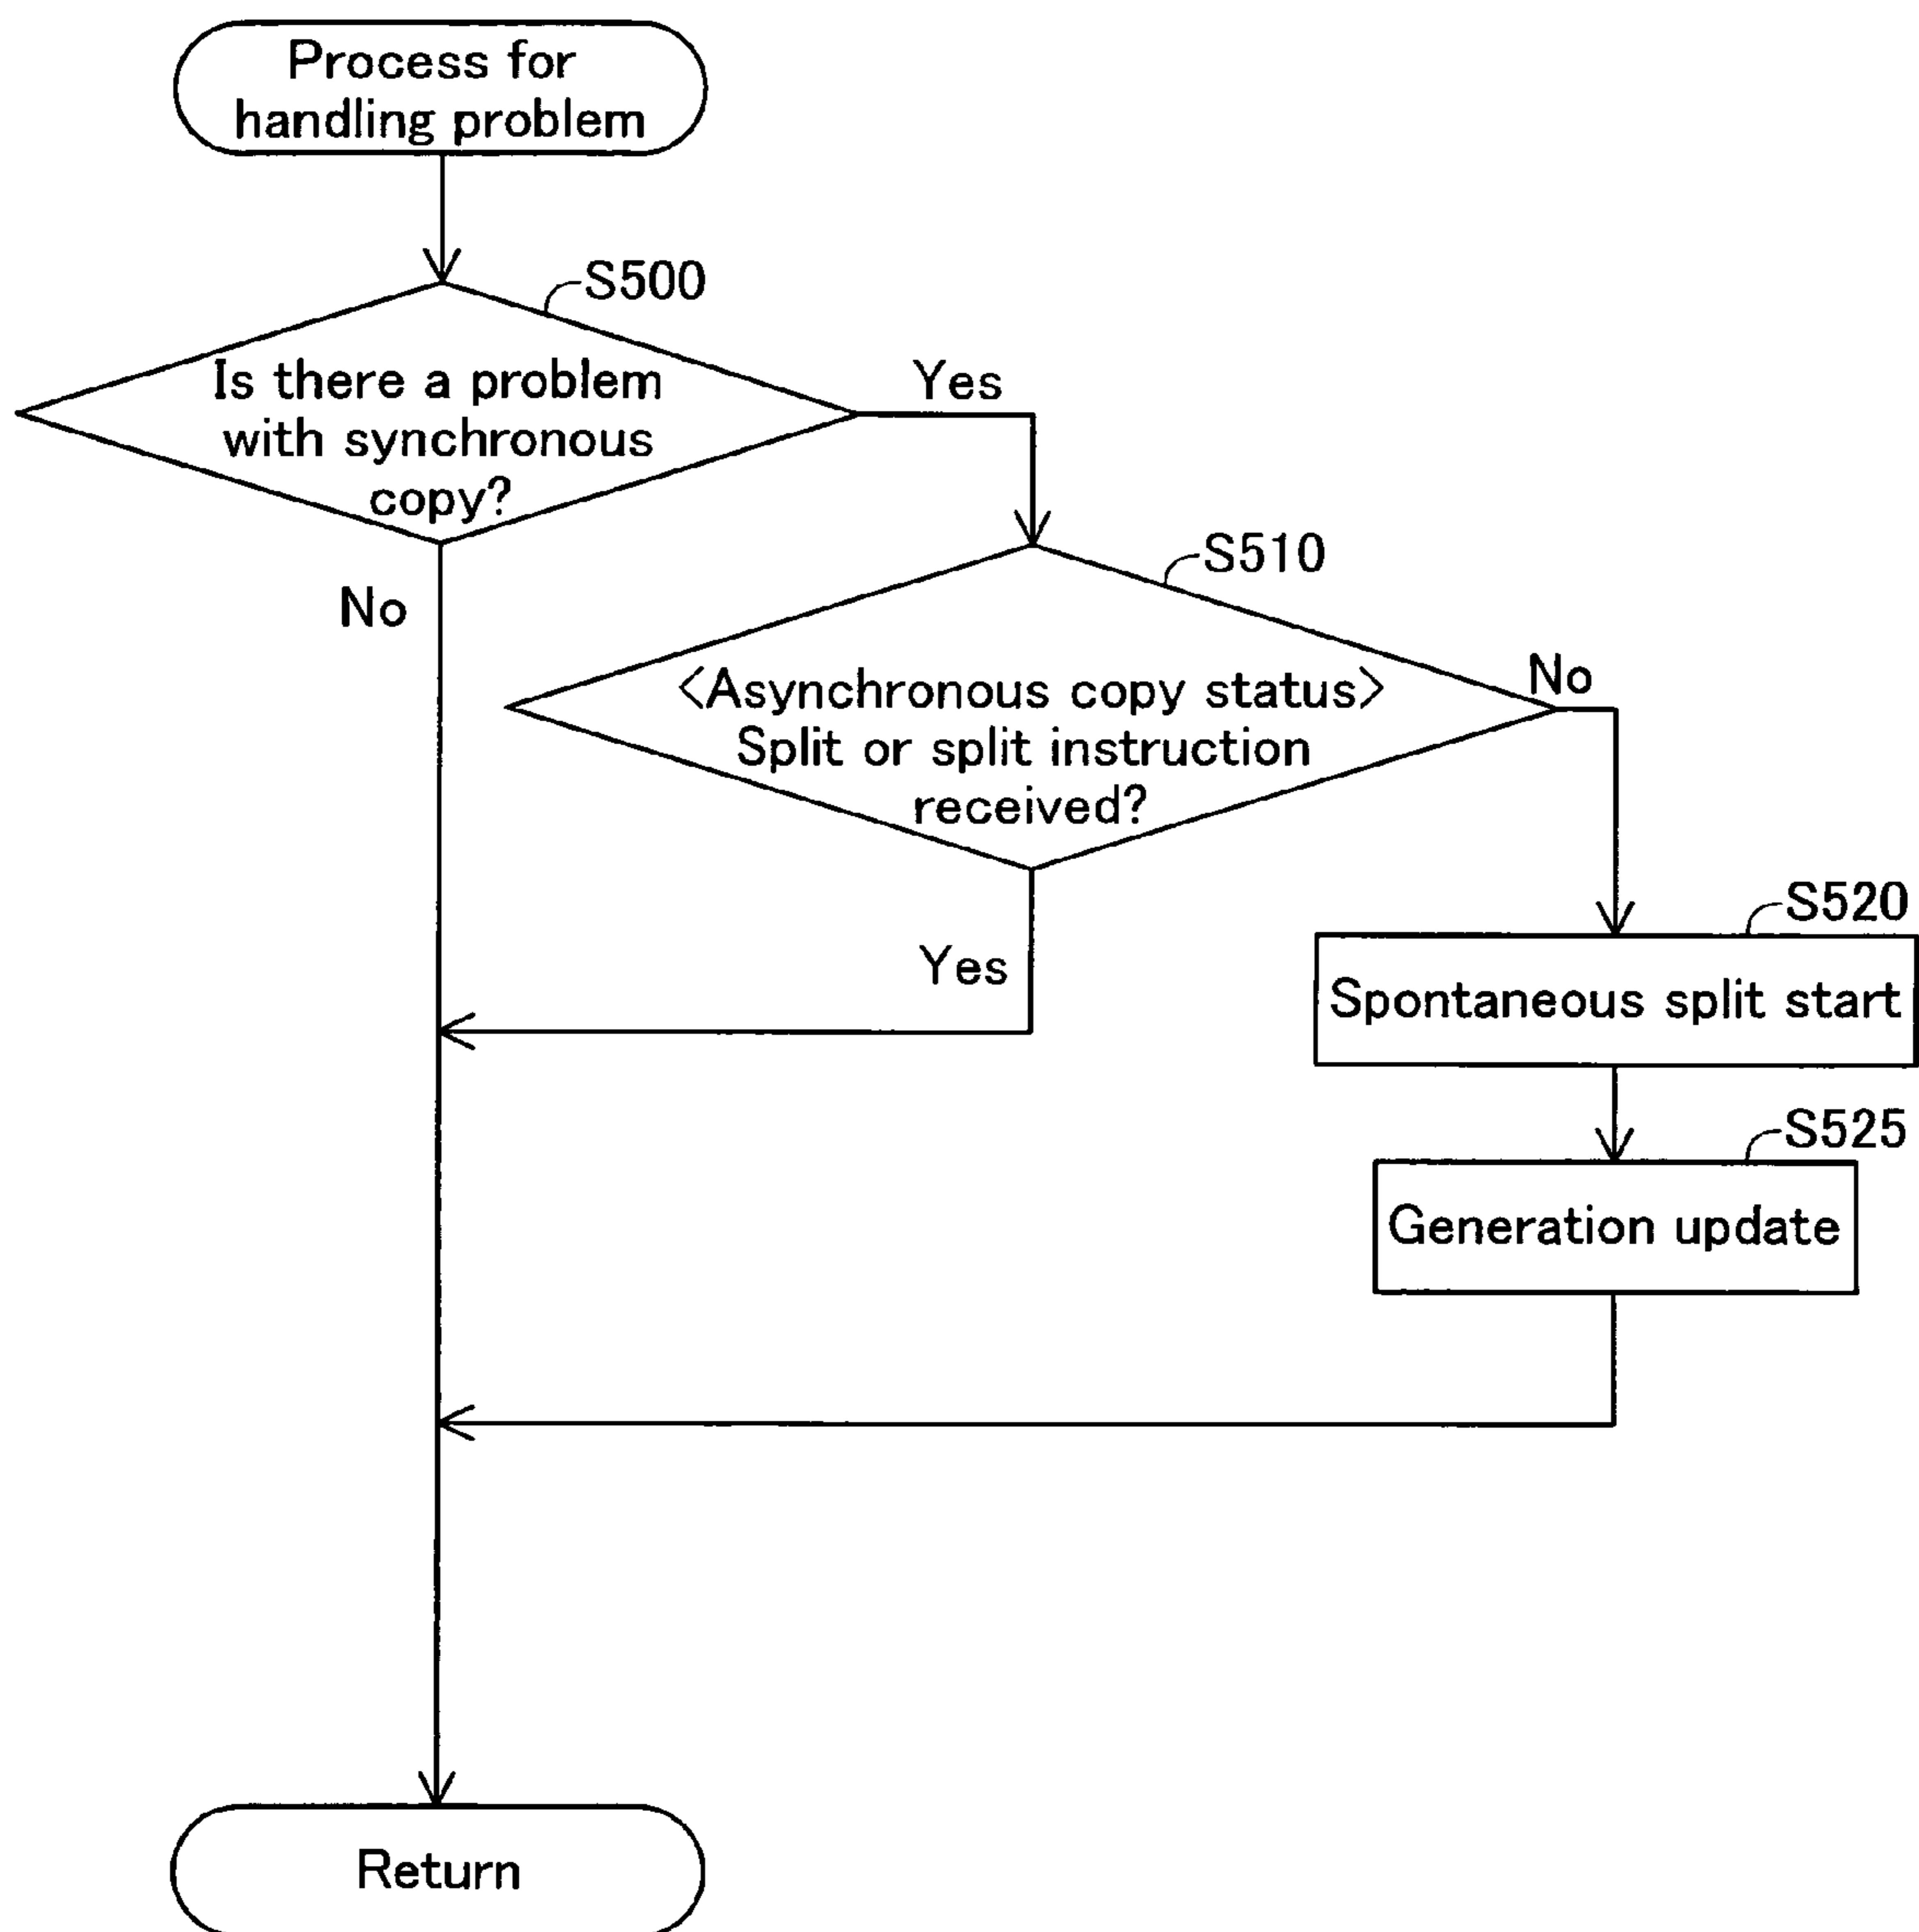 Process for
handling problem
S500
Is there a problem
with synchronous
copy?
Yes
No
S510
<Asynchronous copy status>
Split or split instruction
received?
No
Yes
S520
Spontaneous split start
S525
Generation update
Return